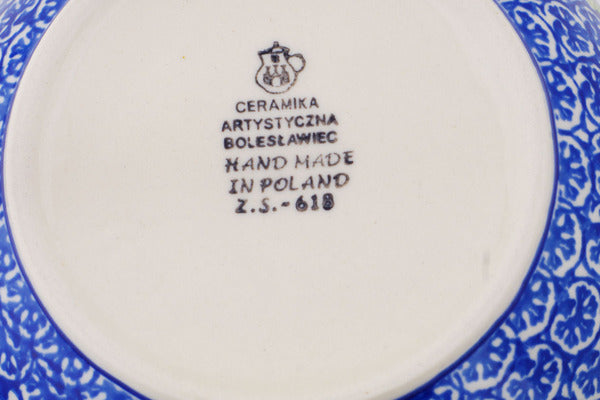 CERAMIKA
ARTYSTYCZNA
BOLESŁAWIEC
HAND MADE
IN POLAND
Z.S.-618